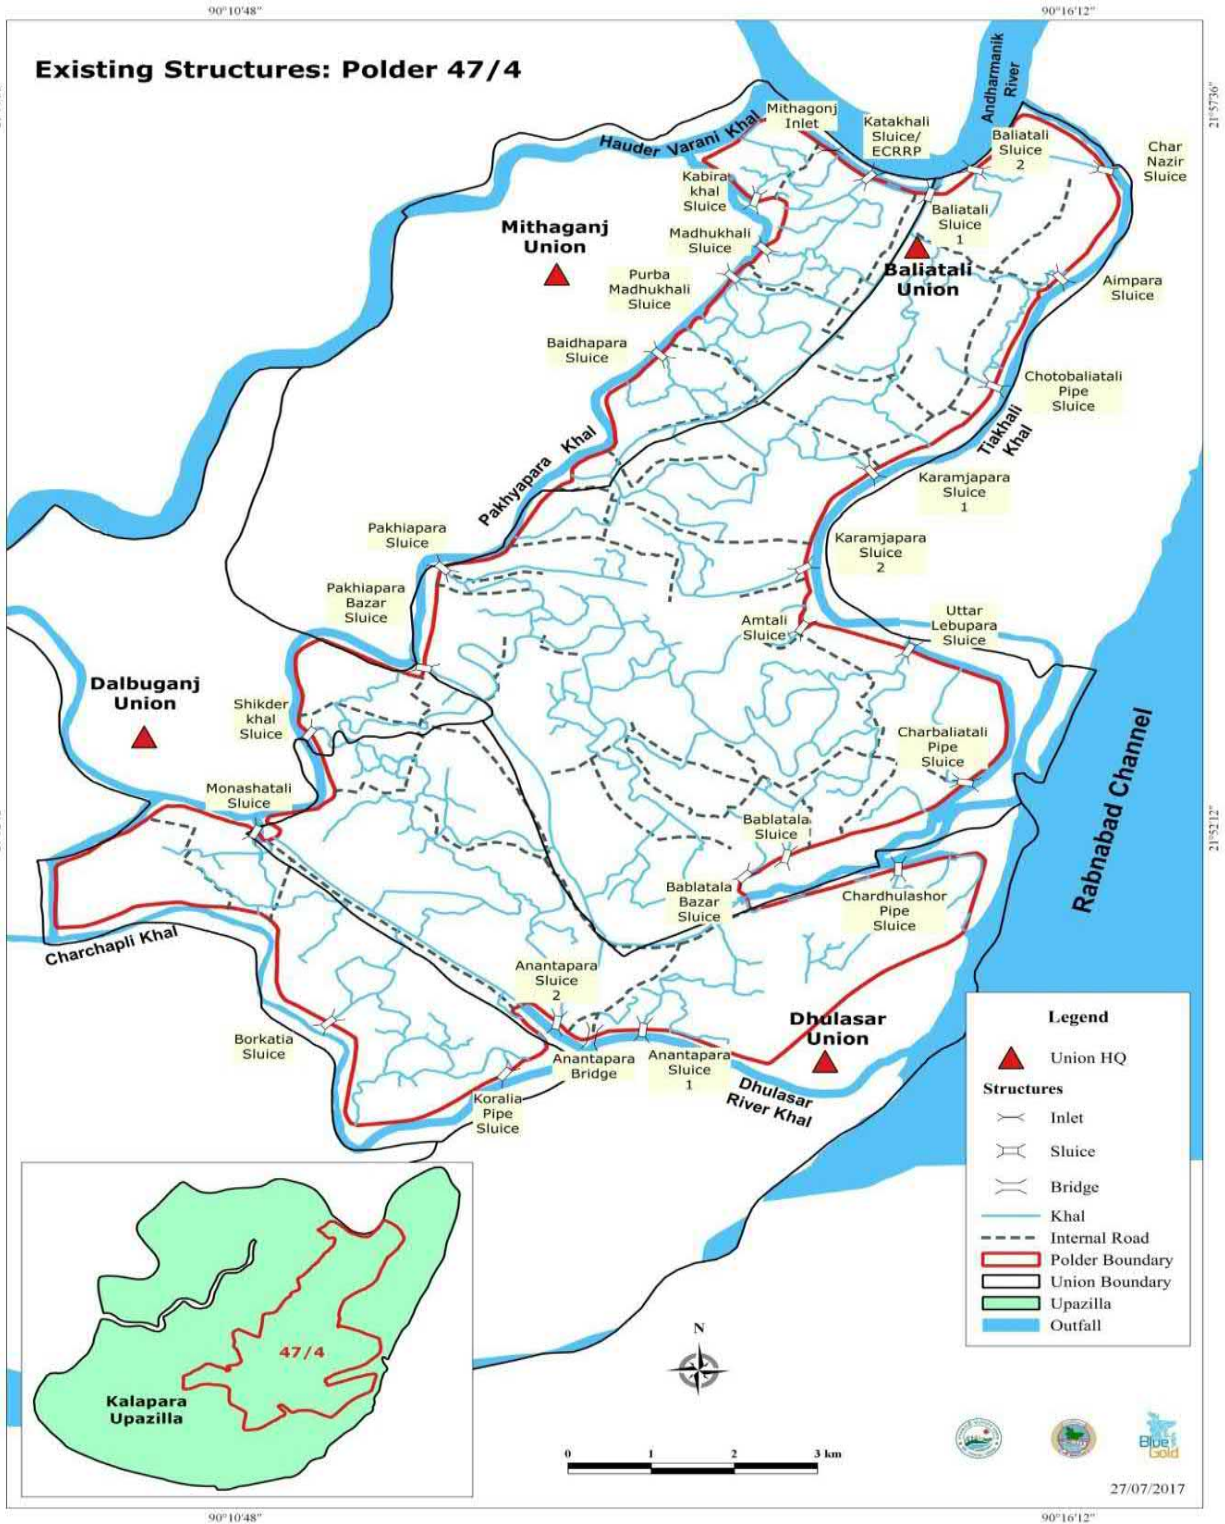 90°10'48"
90°16'12"
Existing Structures: Polder 47/4
Andharmanik
River
21°57'36"
Hauder Varani Khal
Mithagonj
Inlet
Katakhali
Sluice/
ECRRP
Baliatali
Sluice
2
Char
Nazir
Sluice
Kabira
khal
Sluice
Baliatali
Sluice
1
Mithaganj
Union
Madhukhali
Sluice
Baliatali
Union
Purba
Madhukhali
Sluice
Aimpara
Sluice
Baidhapara
Sluice
Chotobaliatali
Pipe
Sluice
Tiakhali
Khal
Pakhyapara Khal
Karamjapara
Sluice
1
Pakhiapara
Sluice
Karamjapara
Sluice
2
Pakhiapara
Bazar
Sluice
Amtali
Sluice
Uttar
Lebupara
Sluice
Dalbuganj
Union
Shikder
khal
Sluice
Charbaliatali
Pipe
Sluice
Rabnabad Channel
Monashatali
Sluice
Bablatala
Sluice
21°52'12"
Bablatala
Bazar
Sluice
Chardhulashor
Pipe
Sluice
Charchapli Khal
Anantapara
Sluice
2
Borkatia
Sluice
Anantapara
Bridge
Anantapara
Sluice
1
Dhulasar
Union
Koralia
Pipe
Sluice
Dhulasar
River Khal
Legend
Union HQ
Structures
Inlet
Sluice
Bridge
Khal
Internal Road
Polder Boundary
Union Boundary
Upazilla
Outfall
47/4
Kalapara
Upazilla
N
0 1 2 3 km
Blue
Gold
27/07/2017
90°10'48"
90°16'12"